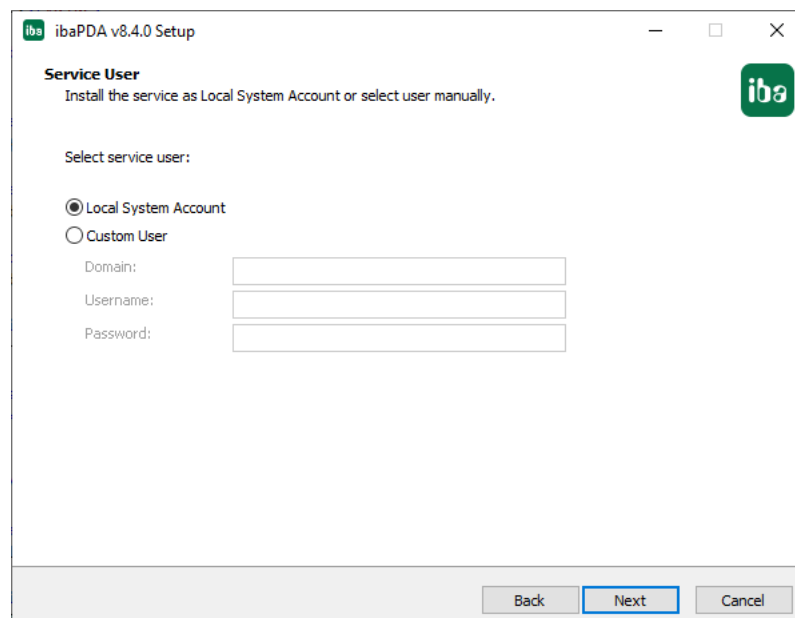 iba ibaPDA v8.4.0 Setup
Service User
Install the service as Local System Account or select user manually.
iba
Select service user:
Local System Account
Custom User
Domain:
Username:
Password:
Back Next Cancel